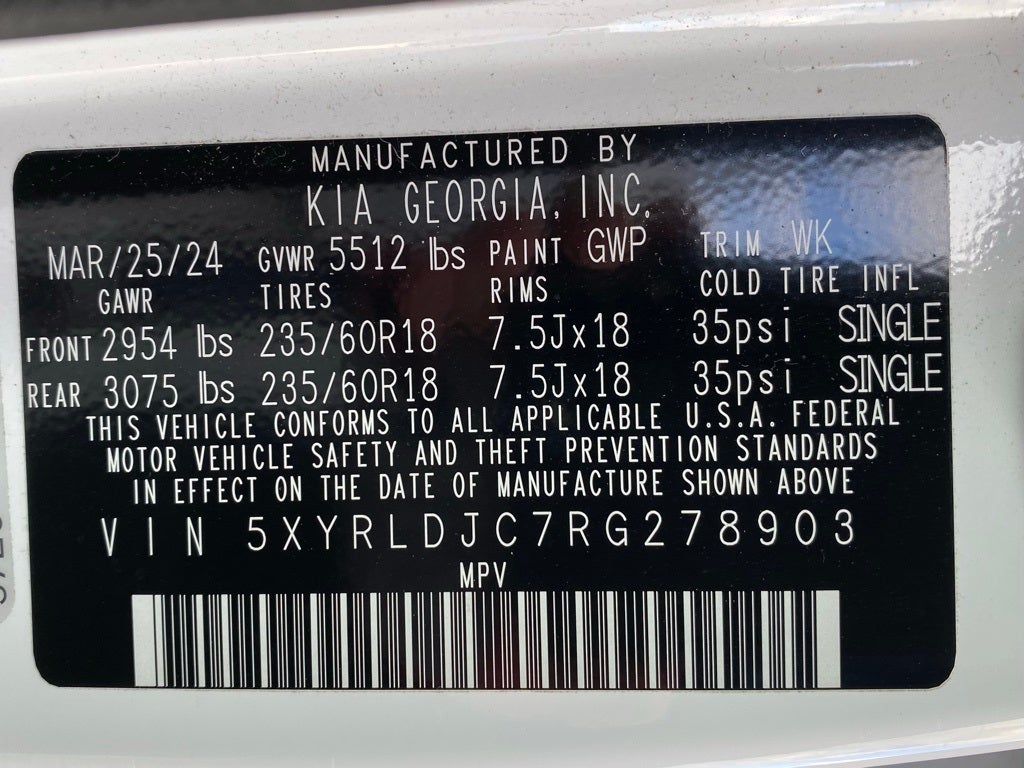 MANUFACTURED BY
KIA GEORGIA, INC.
MAR/25/24 GVWR 5512 lbs PAINT GWP TRIM WK
GAWR TIRES RIMS COLD TIRE INFL
FRONT 2954 lbs 235/60R18 7.5Jx18 35psi SINGLE
REAR 3075 lbs 235/60R18 7.5Jx18 35psi SINGLE
THIS VEHICLE CONFORMS TO ALL APPLICABLE U.S.A. FEDERAL
MOTOR VEHICLE SAFETY AND THEFT PREVENTION STANDARDS
IN EFFECT ON THE DATE OF MANUFACTURE SHOWN ABOVE
VIN 5XYRLDJC7RG278903
MPV